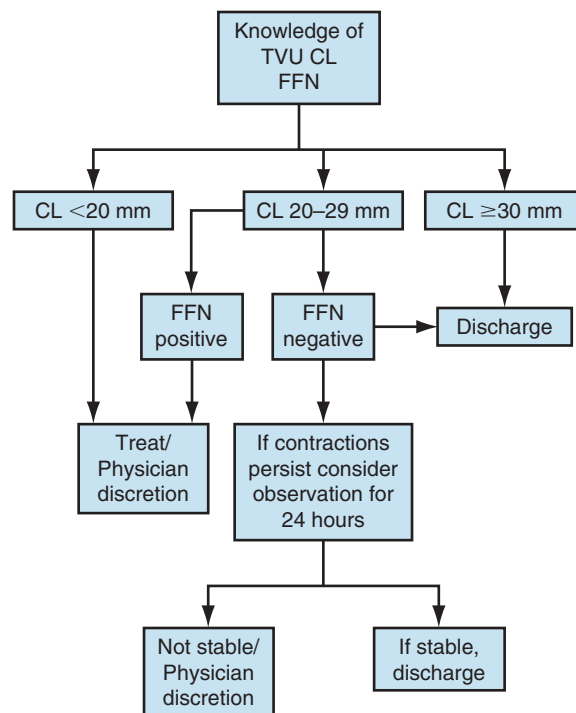 Knowledge of
TVU CL
FFN
CL <20 mm
CL 20–29 mm
CL ≥30 mm
FFN
positive
FFN
negative
Discharge
Treat/
Physician
discretion
If contractions
persist consider
observation for
24 hours
Not stable/
Physician
discretion
If stable,
discharge